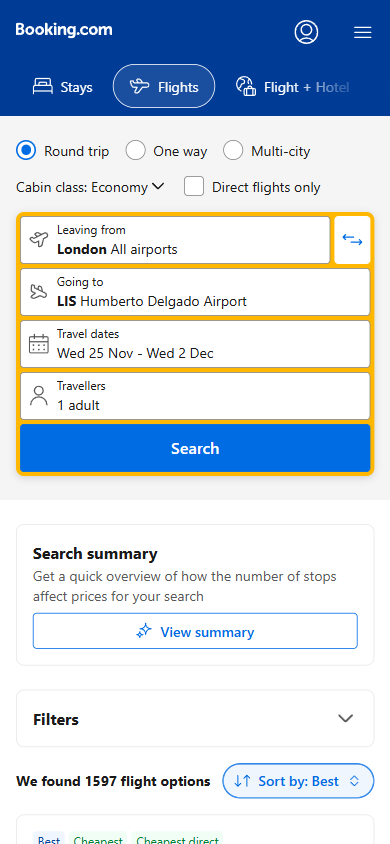 Booking.com
Stays
Flights
Flight + Hotel
Round trip
One way
Multi-city
Cabin class: Economy
Direct flights only
Leaving from
London All airports
Going to
LIS Humberto Delgado Airport
Travel dates
Wed 25 Nov - Wed 2 Dec
Travellers
1 adult
Search
Search summary
Get a quick overview of how the number of stops
affect prices for your search
View summary
Filters
We found 1597 flight options
Sort by: Best
Best
Cheapest
Cheapest direct